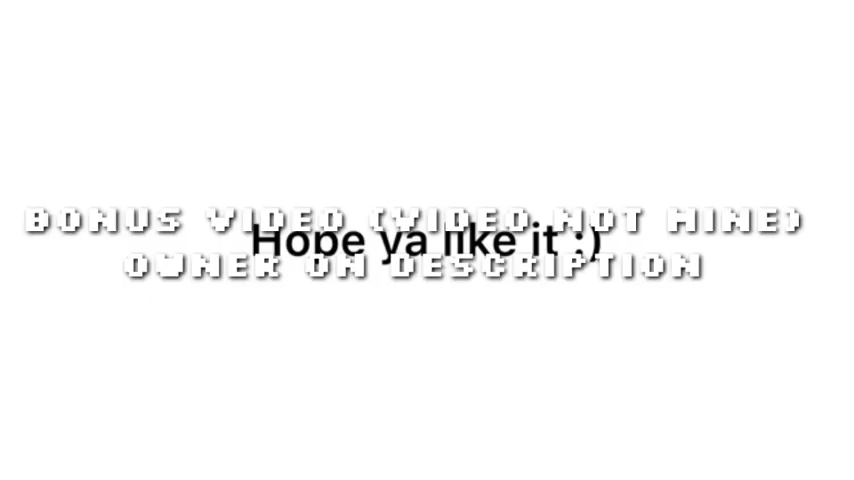 BONUS VIDEO (VIDEO NOT MINE)
Hope ya like it :)
OWNER ON DESCRIPTION